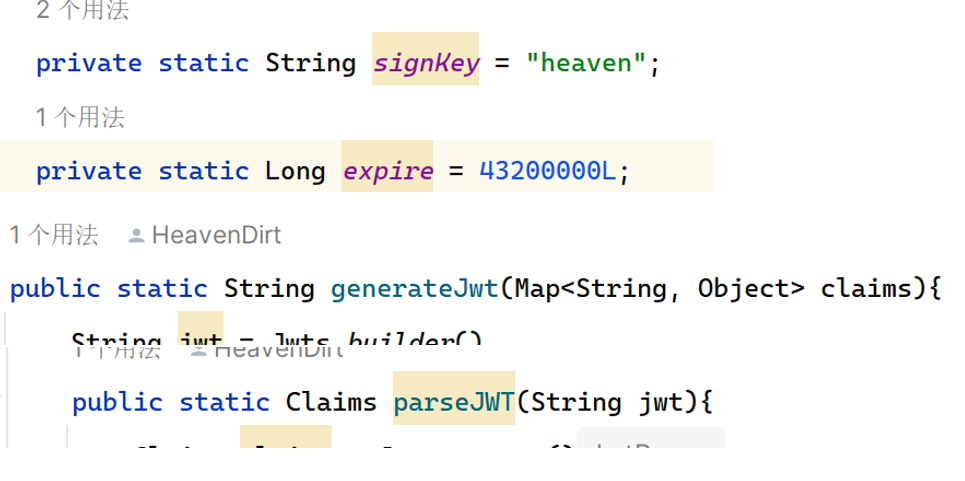 2 个用法
private static String signKey = "heaven";
1 个用法
private static Long expire = 43200000L;
1 个用法 HeavenDirt
public static String generateJwt(Map<String, Object> claims){
String jwt = Jwts.builder()
1 个用法 HeavenDirt
public static Claims parseJWT(String jwt){